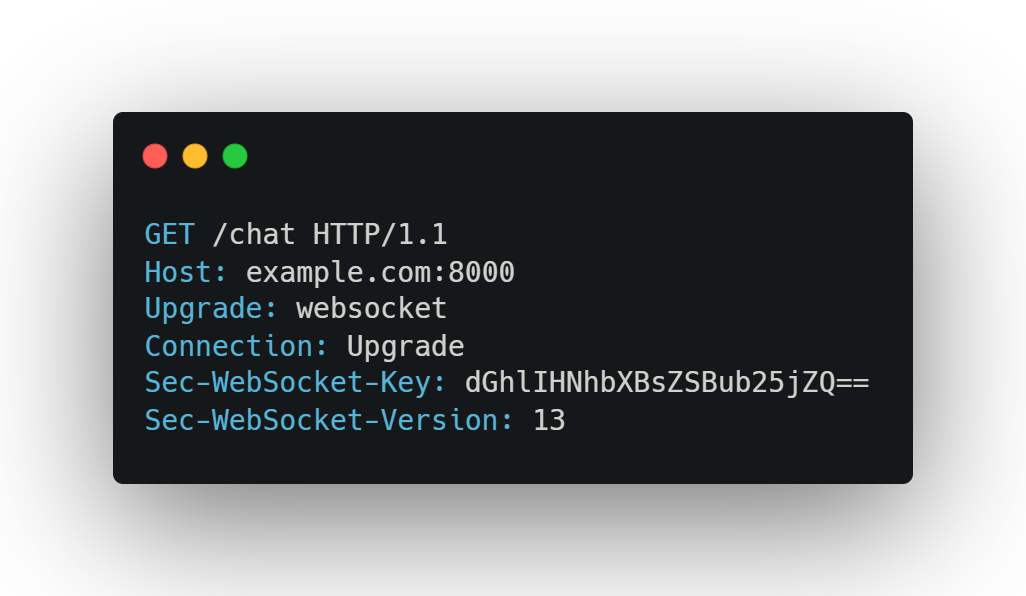 GET /chat HTTP/1.1
Host: example.com:8000
Upgrade: websocket
Connection: Upgrade
Sec-WebSocket-Key: dGhlIHNhbXBsZSBub25jZQ==
Sec-WebSocket-Version: 13